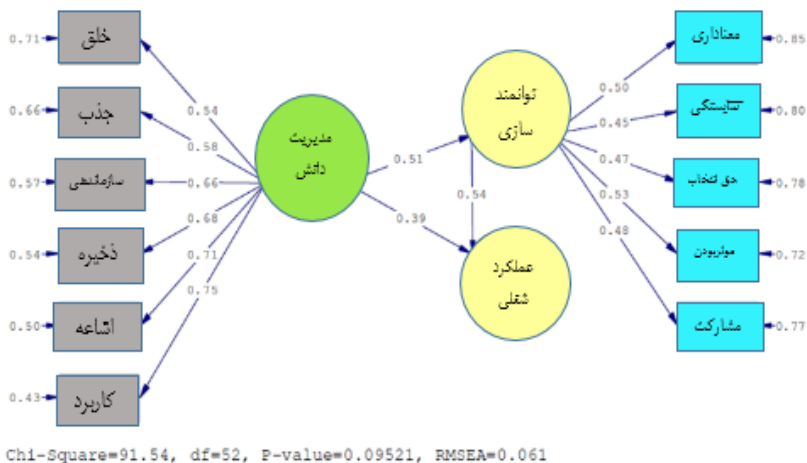 0.71
خلق
0.66
جذب
0.57
سازماندهی
0.54
ذخیره
0.50
اشاعه
0.43
کاربرد
0.54
0.58
0.66
0.68
0.71
0.75
مدیریت
دانش
0.51
0.39
توانمند
سازی
0.54
عملکرد
شغلی
0.50
0.45
0.47
0.53
0.48
معناداری
0.85
شایستگی
0.80
حق انتخاب
0.78
موثربودن
0.72
مشارکت
0.77
Chi-Square=91.54, df=52, P-value=0.09521, RMSEA=0.061